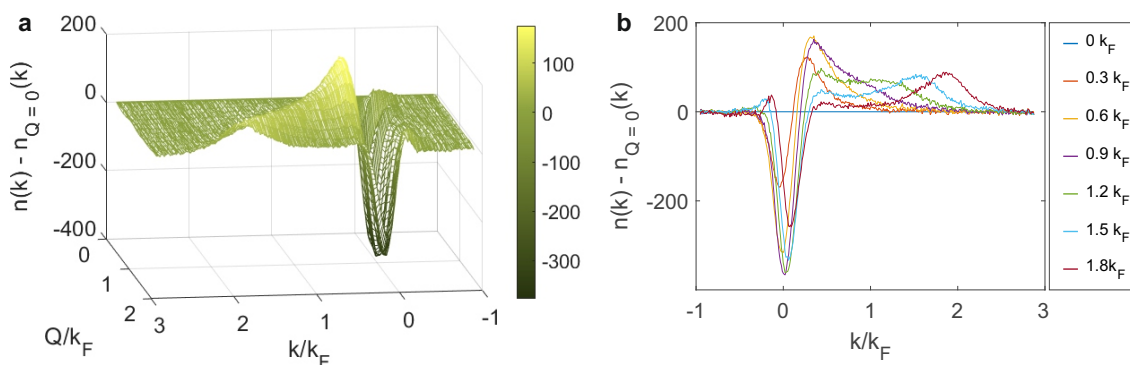 a
200
0
-200
-400
n(k) - n_Q = 0(k)
0
1
2
Q/k_F
3
2
1
0
-1
k/k_F
100
0
-100
-200
-300
b
200
0
-200
n(k) - n_Q = 0(k)
-1
0
1
2
3
k/k_F
0 k_F
0.3 k_F
0.6 k_F
0.9 k_F
1.2 k_F
1.5 k_F
1.8k_F